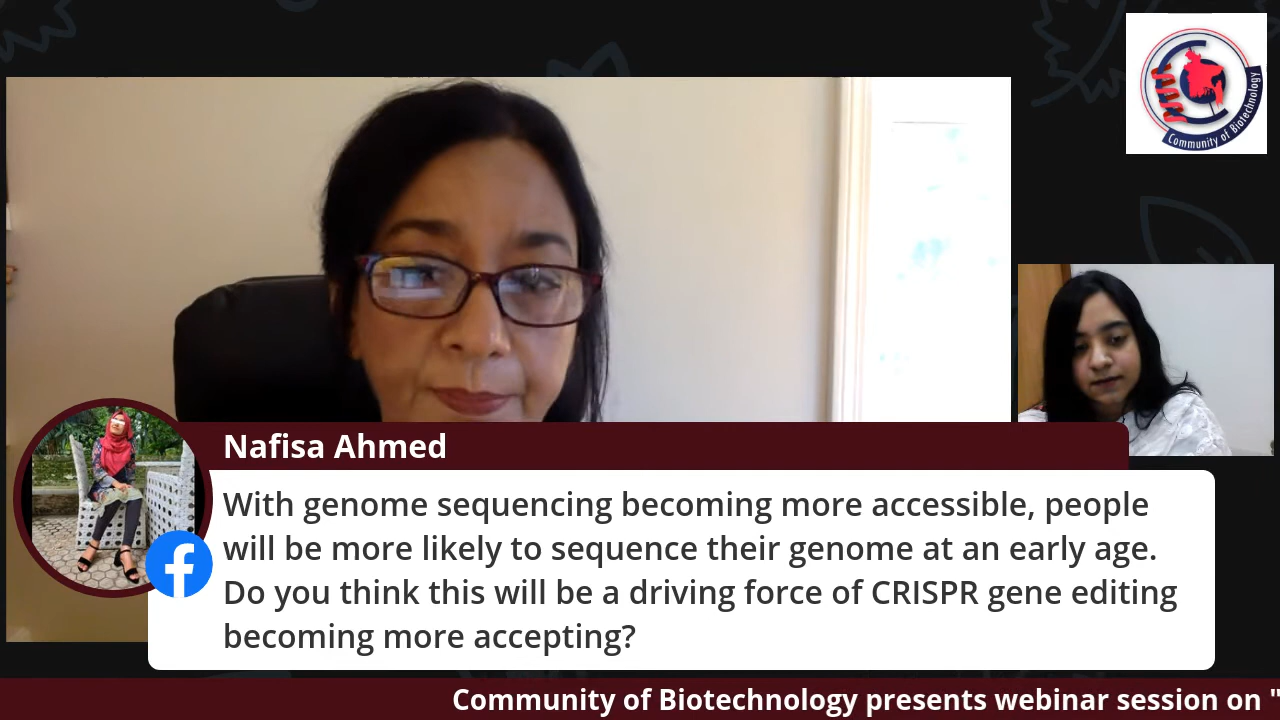 Community of Biotechnology
Nafisa Ahmed
With genome sequencing becoming more accessible, people
will be more likely to sequence their genome at an early age.
Do you think this will be a driving force of CRISPR gene editing
becoming more accepting?
Community of Biotechnology presents webinar session on "